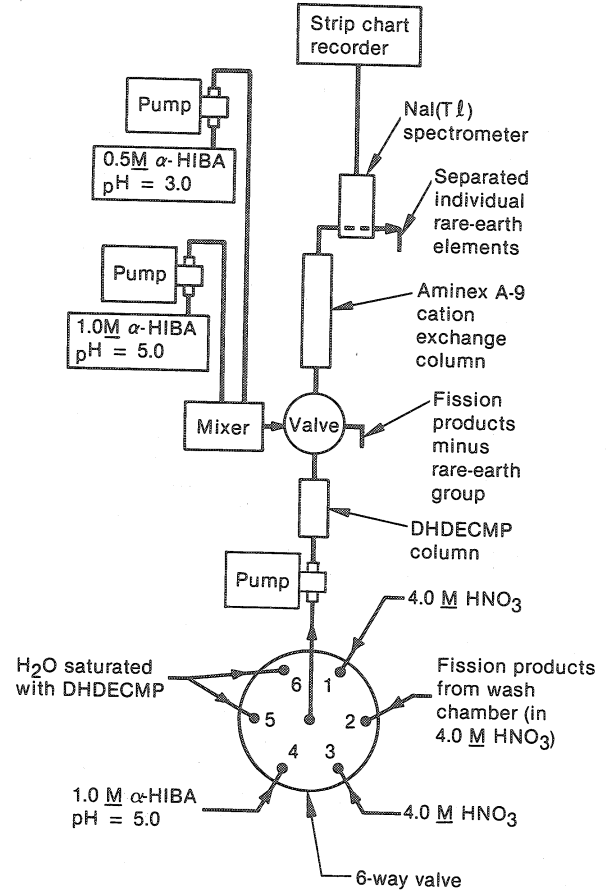 Strip chart
recorder
Pump
0.5M α-HIBA
pH = 3.0
NaI(Tℓ)
spectrometer
Separated
individual
rare-earth
elements
Pump
1.0M α-HIBA
pH = 5.0
Aminex A-9
cation
exchange
column
Mixer
Valve
Fission
products
minus
rare-earth
group
DHDECMP
column
Pump
4.0 M HNO3
H2O saturated
with DHDECMP
6
1
5
2
4
3
Fission products
from wash
chamber (in
4.0 M HNO3)
1.0 M α-HIBA
pH = 5.0
4.0 M HNO3
6-way valve